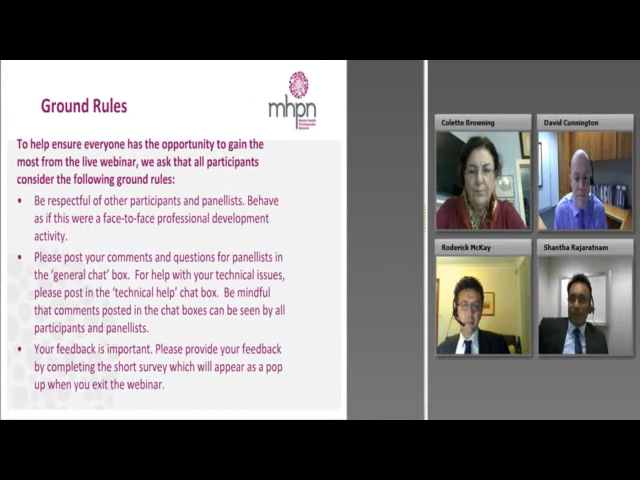 Ground Rules
mhpn
To help ensure everyone has the opportunity to gain the
most from the live webinar, we ask that all participants
consider the following ground rules:
• Be respectful of other participants and panellists. Behave
as if this were a face-to-face professional development
activity.
• Please post your comments and questions for panellists in
the ‘general chat’ box. For help with your technical issues,
please post in the ‘technical help’ chat box. Be mindful
that comments posted in the chat boxes can be seen by all
participants and panellists.
• Your feedback is important. Please provide your feedback
by completing the short survey which will appear as a pop
up when you exit the webinar.
Colette Browning
David Cunnington
Roderick McKay
Shantha Rajaratnam